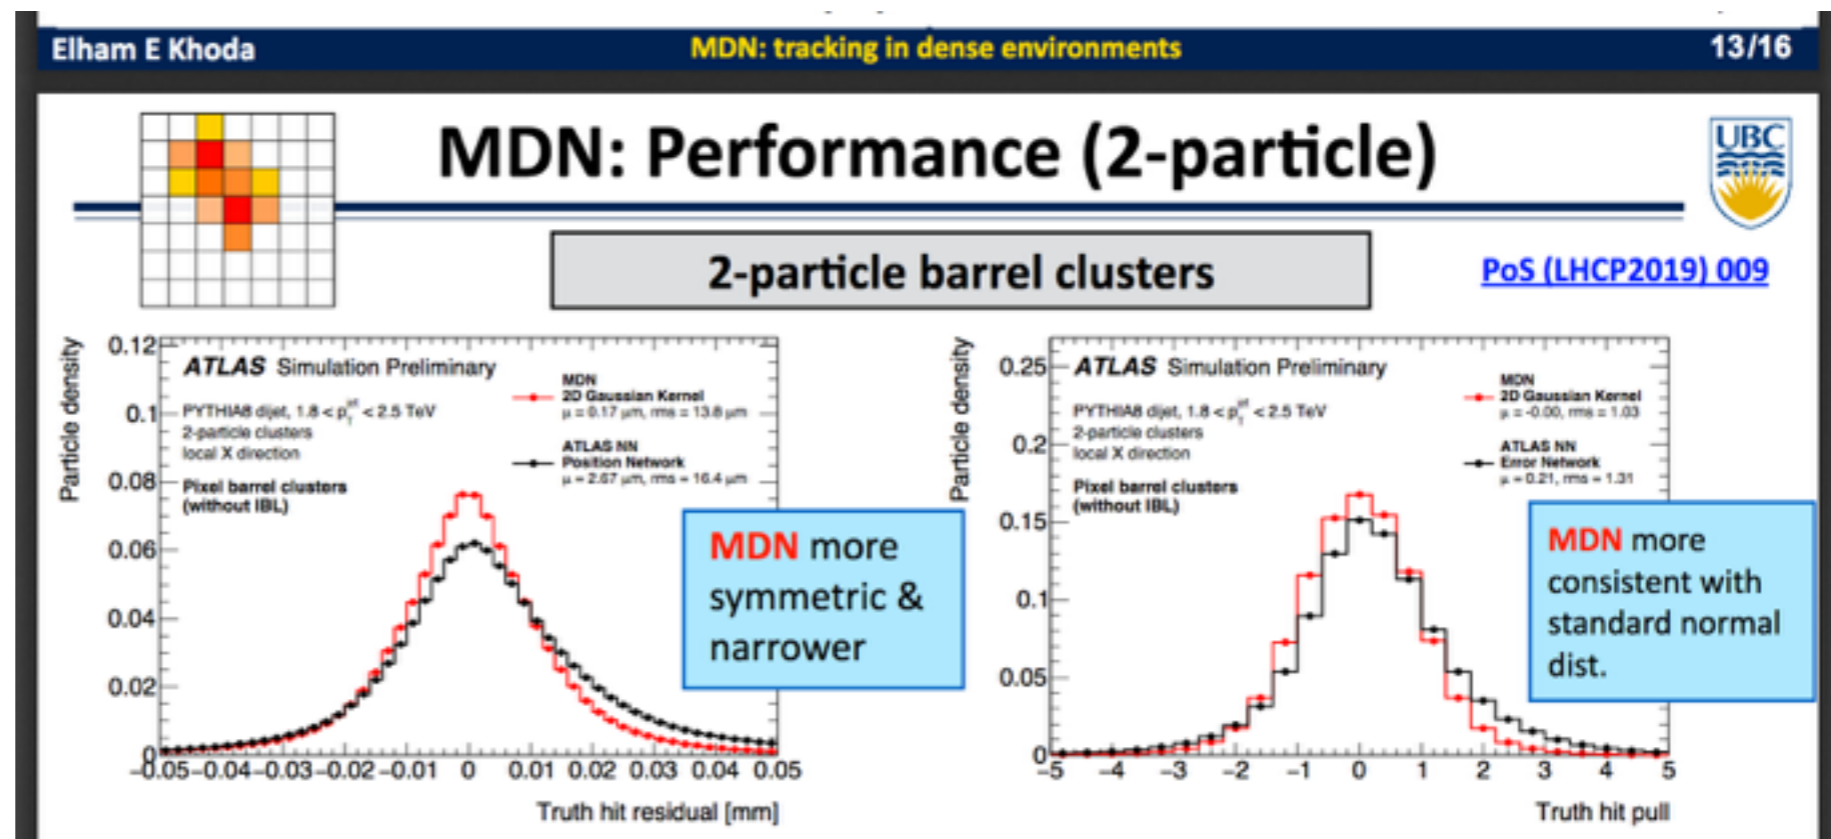 Elham E Khoda
MDN: tracking in dense environments
13/16
MDN: Performance (2-particle)
UBC
2-particle barrel clusters
PoS (LHCP2019) 009
Particle density
0.12
0.1
0.08
0.06
0.04
0.02
0
ATLAS Simulation Preliminary
PYTHIA8 dijet, 1.8 < p_T^jet < 2.5 TeV
2-particle clusters
local X direction
Pixel barrel clusters
(without IBL)
MDN
2D Gaussian Kernel
μ = 0.17 μm, rms = 13.8 μm
ATLAS NN
Position Network
μ = 2.67 μm, rms = 16.4 μm
MDN more
symmetric &
narrower
−0.05 −0.04 −0.03 −0.02 −0.01 0 0.01 0.02 0.03 0.04 0.05
Truth hit residual [mm]
Particle density
0.25
0.2
0.15
0.1
0.05
0
ATLAS Simulation Preliminary
PYTHIA8 dijet, 1.8 < p_T^jet < 2.5 TeV
2-particle clusters
local X direction
Pixel barrel clusters
(without IBL)
MDN
2D Gaussian Kernel
μ = -0.00, rms = 1.03
ATLAS NN
Error Network
μ = 0.21, rms = 1.31
MDN more
consistent with
standard normal
dist.
−5 −4 −3 −2 −1 0 1 2 3 4 5
Truth hit pull